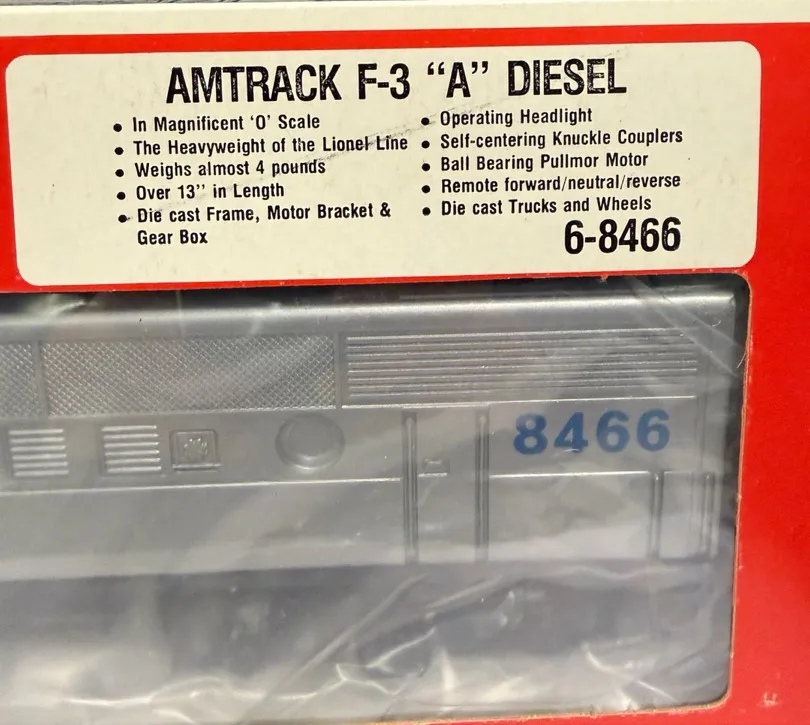 AMTRACK F-3 “A” DIESEL
• In Magnificent ‘O’ Scale
• The Heavyweight of the Lionel Line
• Weighs almost 4 pounds
• Over 13” in Length
• Die cast Frame, Motor Bracket &
Gear Box
• Operating Headlight
• Self-centering Knuckle Couplers
• Ball Bearing Pullmor Motor
• Remote forward/neutral/reverse
• Die cast Trucks and Wheels
6-8466
8466